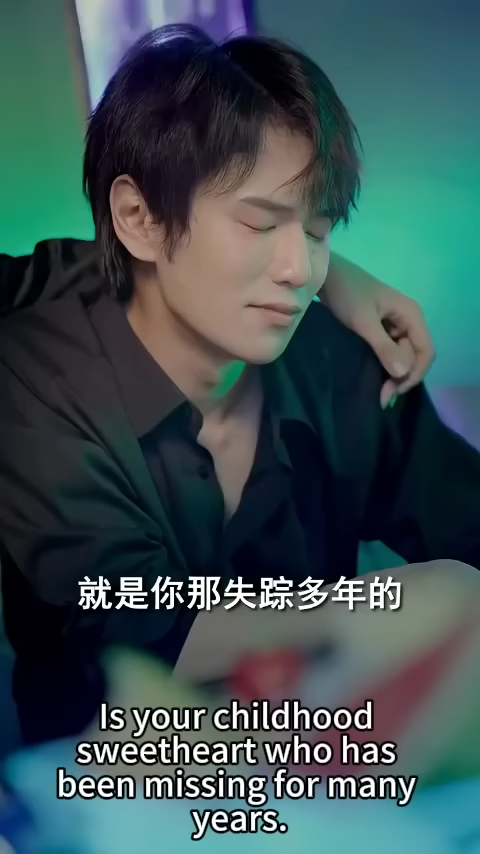 就是你那失踪多年的
Is your childhood
sweetheart who has
been missing for many
years.